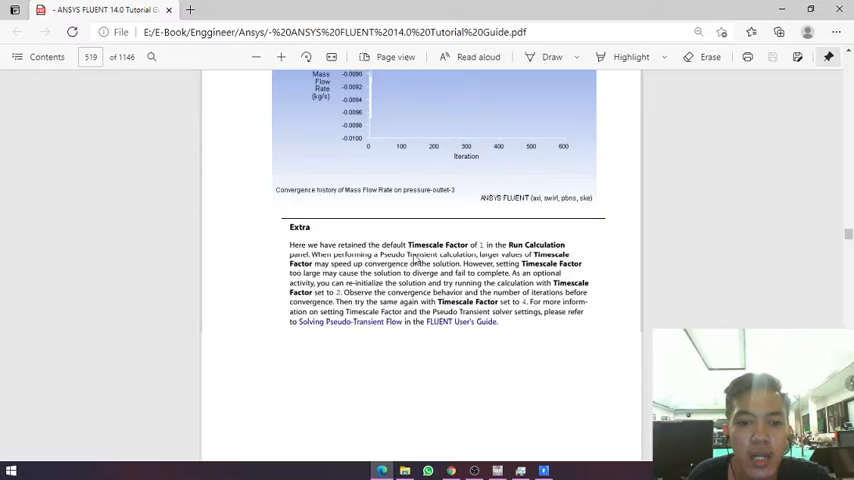 - ANSYS FLUENT 14.0 Tutorial G
File
E:/E-Book/Enggineer/Ansys/-%20ANSYS%20FLUENT%2014.0%20Tutorial%20Guide.pdf
Contents
519 of 1146
Page view
Read aloud
Draw
Highlight
Erase
Mass
Flow
Rate
(kg/s)
-0.0090
-0.0092
-0.0094
-0.0096
-0.0098
-0.0100
0 100 200 300 400 500 600
Iteration
Convergence history of Mass Flow Rate on pressure-outlet-3
ANSYS FLUENT (axi, swirl, pbns, ske)
Extra
Here we have retained the default Timescale Factor of 1 in the Run Calculation
panel. When performing a Pseudo Transient calculation, larger values of Timescale
Factor may speed up convergence of the solution. However, setting Timescale Factor
too large may cause the solution to diverge and fail to complete. As an optional
activity, you can re-initialize the solution and try running the calculation with Timescale
Factor set to 2. Observe the convergence behavior and the number of iterations before
convergence. Then try the same again with Timescale Factor set to 4. For more inform-
ation on setting Timescale Factor and the Pseudo Transient solver settings, please refer
to Solving Pseudo-Transient Flow in the FLUENT User's Guide.